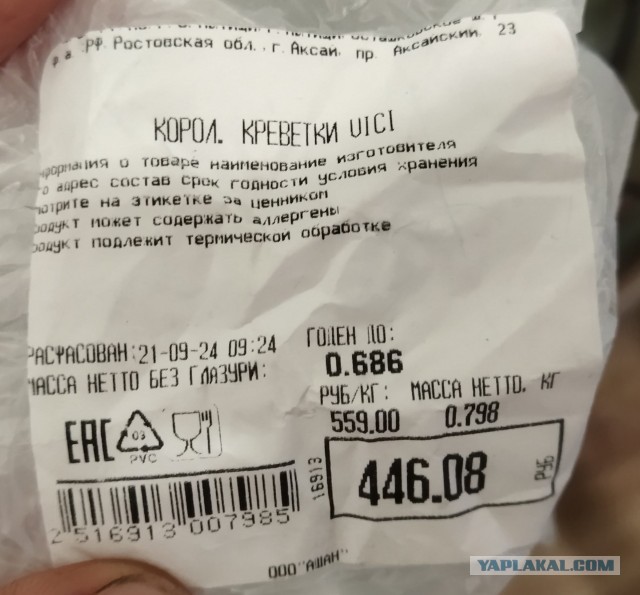 РФ. Ростовская обл., г. Аксай, пр. Аксайский, 23
КОРОЛ. КРЕВЕТКИ VICI
формация о товаре наименование изготовителя
о адрес состав срок годности условия хранения
отрите на этикетке за ценником
одукт может содержать аллергены
одукт подлежит термической обработке
РАСФАСОВАН: 21-09-24 09:24
ГОДЕН ДО:
МАССА НЕТТО БЕЗ ГЛАЗУРИ:
0.686
РУБ/КГ: МАССА НЕТТО, КГ
559.00 0.798
EAC 03 PVC
16913
446.08 РУБ
2 516913 007985
ООО "АШАН"
YAPLAKAL.COM